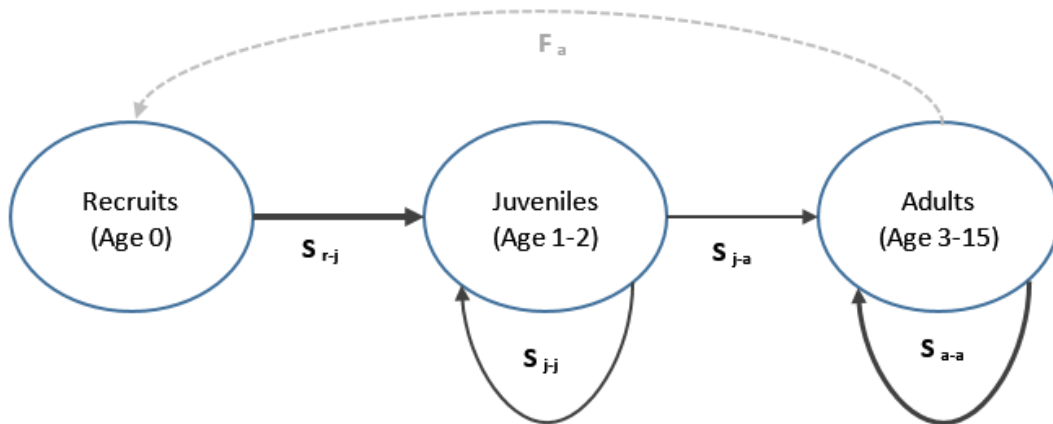 F a
Recruits
(Age 0)
S r-j
Juveniles
(Age 1-2)
S j-a
Adults
(Age 3-15)
S j-j
S a-a